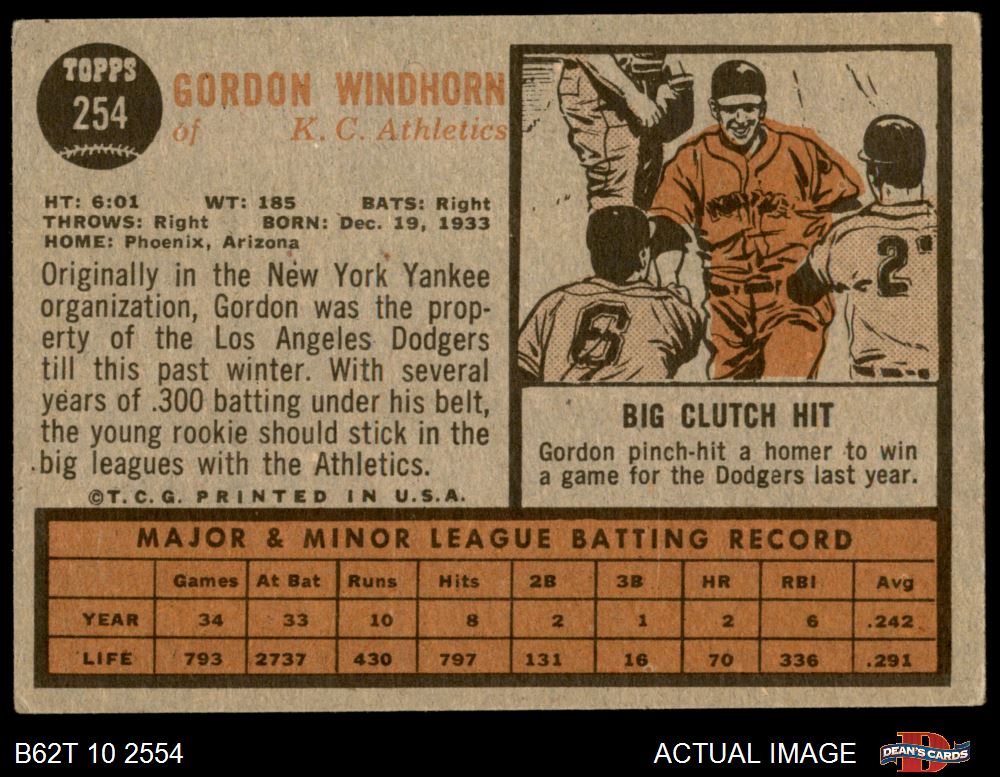 TOPPS
254
GORDON WINDHORN
of K. C. Athletics
HT: 6:01 WT: 185 BATS: Right
THROWS: Right BORN: Dec. 19, 1933
HOME: Phoenix, Arizona
Originally in the New York Yankee
organization, Gordon was the prop-
erty of the Los Angeles Dodgers
till this past winter. With several
years of .300 batting under his belt,
the young rookie should stick in the
big leagues with the Athletics.
©T.C.G. PRINTED IN U.S.A.
6
2
BIG CLUTCH HIT
Gordon pinch-hit a homer to win
a game for the Dodgers last year.
MAJOR & MINOR LEAGUE BATTING RECORD
Games At Bat Runs Hits 2B 3B HR RBI Avg
YEAR 34 33 10 8 2 1 2 6 .242
LIFE 793 2737 430 797 131 16 70 336 .291
B62T 10 2554
ACTUAL IMAGE
DEAN'S CARDS